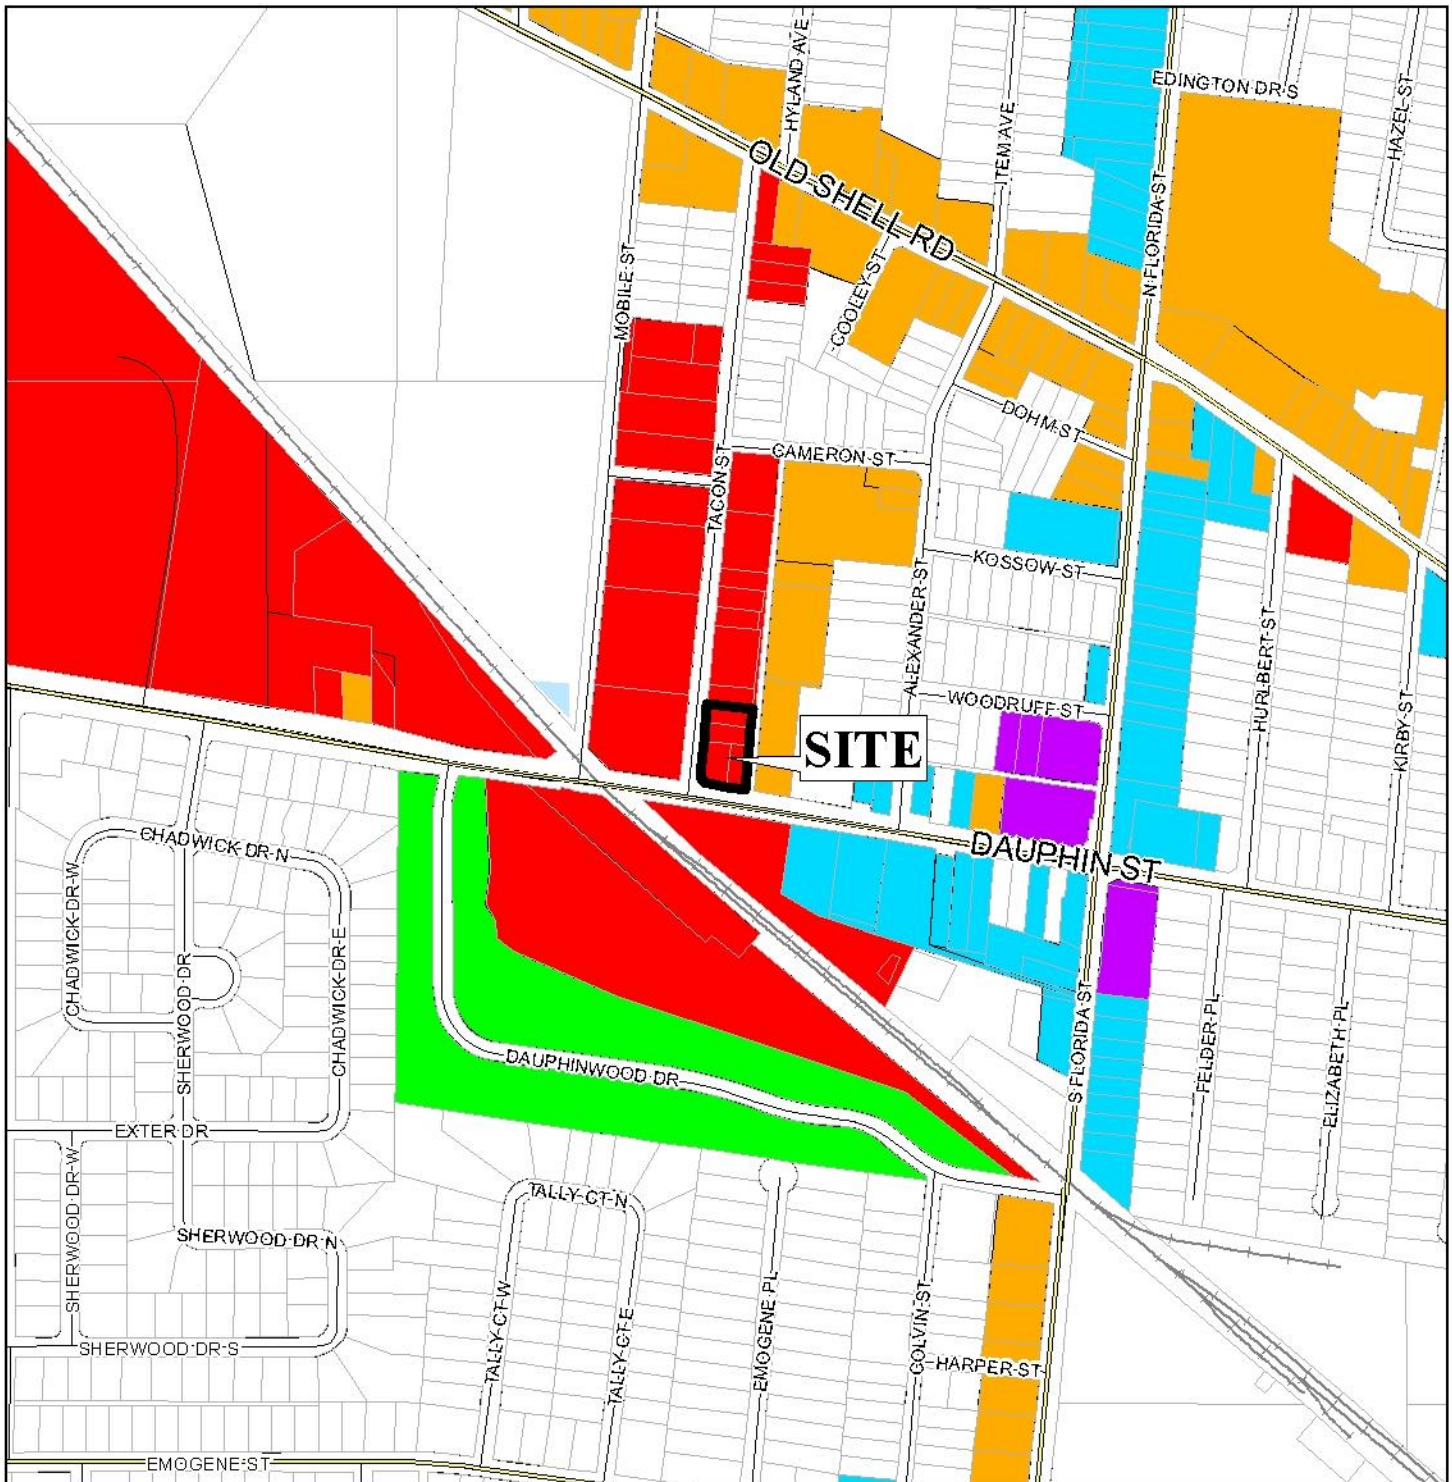 HYLAND AVE
EDINGTON DR S
HAZEL ST
ITEM AVE
OLD SHELL RD
N FLORIDA ST
MOBILE ST
COOLEY ST
DOHM ST
CAMERON ST
TACON ST
KOSSOW ST
ALEXANDER ST
HURLBERT ST
KIRBY ST
WOODRUFF ST
SITE
DAUPHIN ST
CHADWICK DR N
CHADWICK DR W
SHERWOOD DR
CHADWICK DR E
DAUPHINWOOD DR
S FLORIDA ST
FELDER PL
ELIZABETH PL
EXTER DR
SHERWOOD DR W
TALLY CT N
SHERWOOD DR N
TALLY CT W
TALLY CT E
EMOGENE PL
COLVIN ST
HARPER ST
SHERWOOD DR S
EMOGENE ST